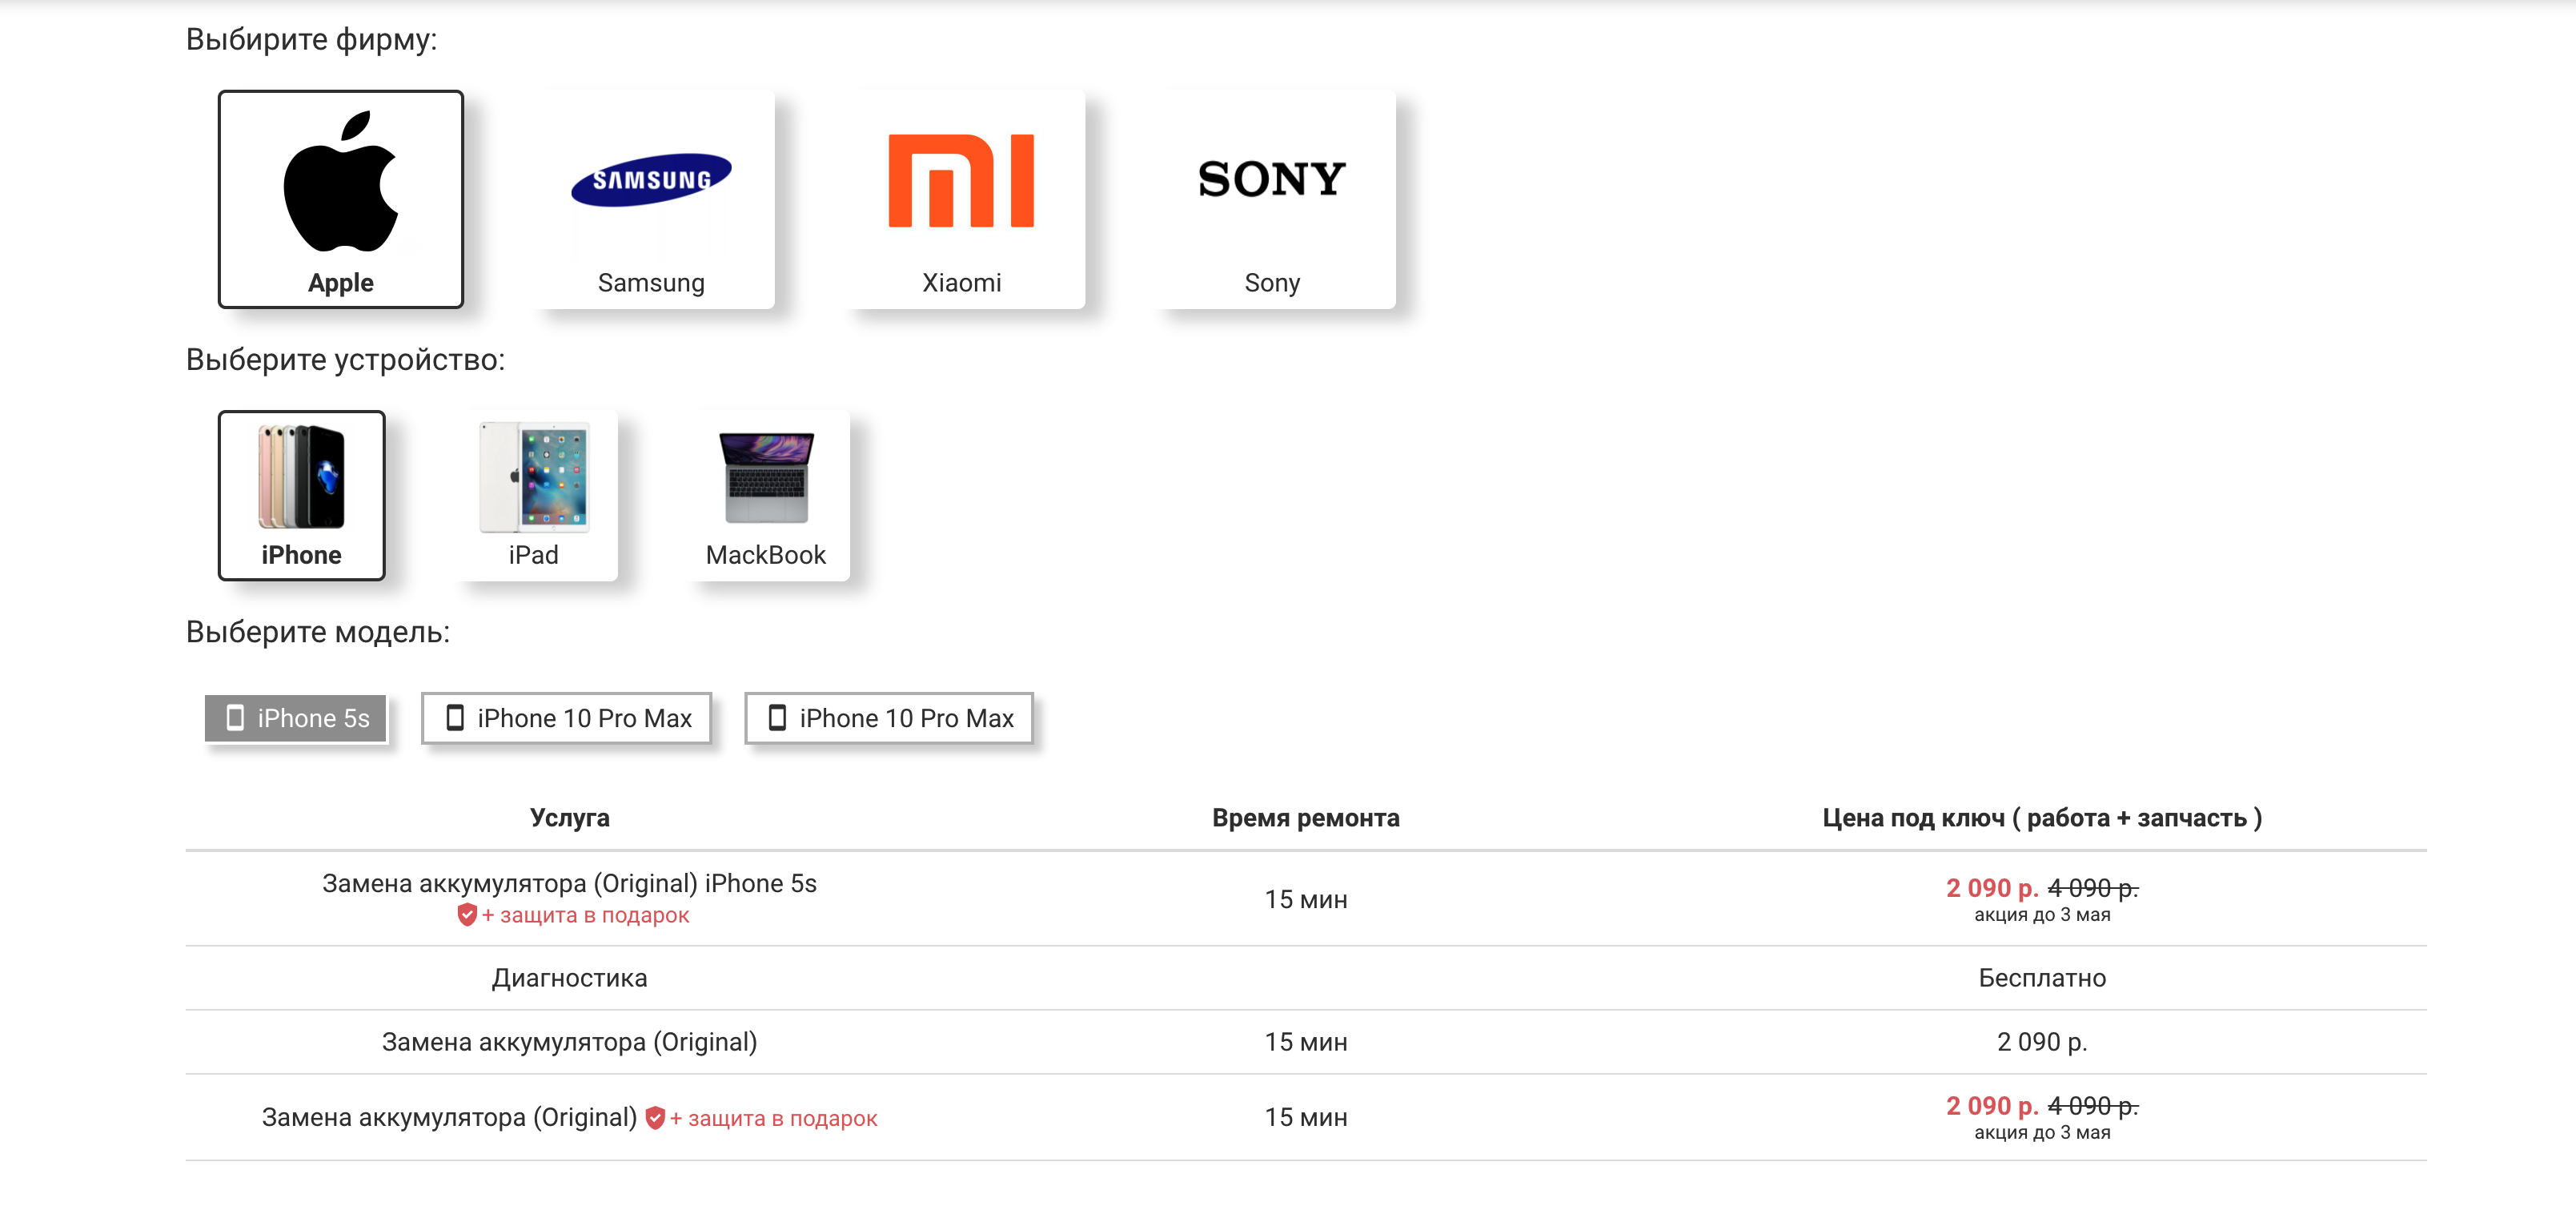 Выбирите фирму:
SAMSUNG
SONY
Apple Samsung Xiaomi Sony
Выберите устройство:
iPhone iPad MackBook
Выберите модель:
iPhone 5s iPhone 10 Pro Max iPhone 10 Pro Max
Услуга Время ремонта Цена под ключ ( работа + запчасть )
Замена аккумулятора (Original) iPhone 5s
+ защита в подарок
15 мин
2 090 р. 4 090 р.
акция до 3 мая
Диагностика Бесплатно
Замена аккумулятора (Original) 15 мин 2 090 р.
Замена аккумулятора (Original) + защита в подарок 15 мин 2 090 р. 4 090 р.
акция до 3 мая